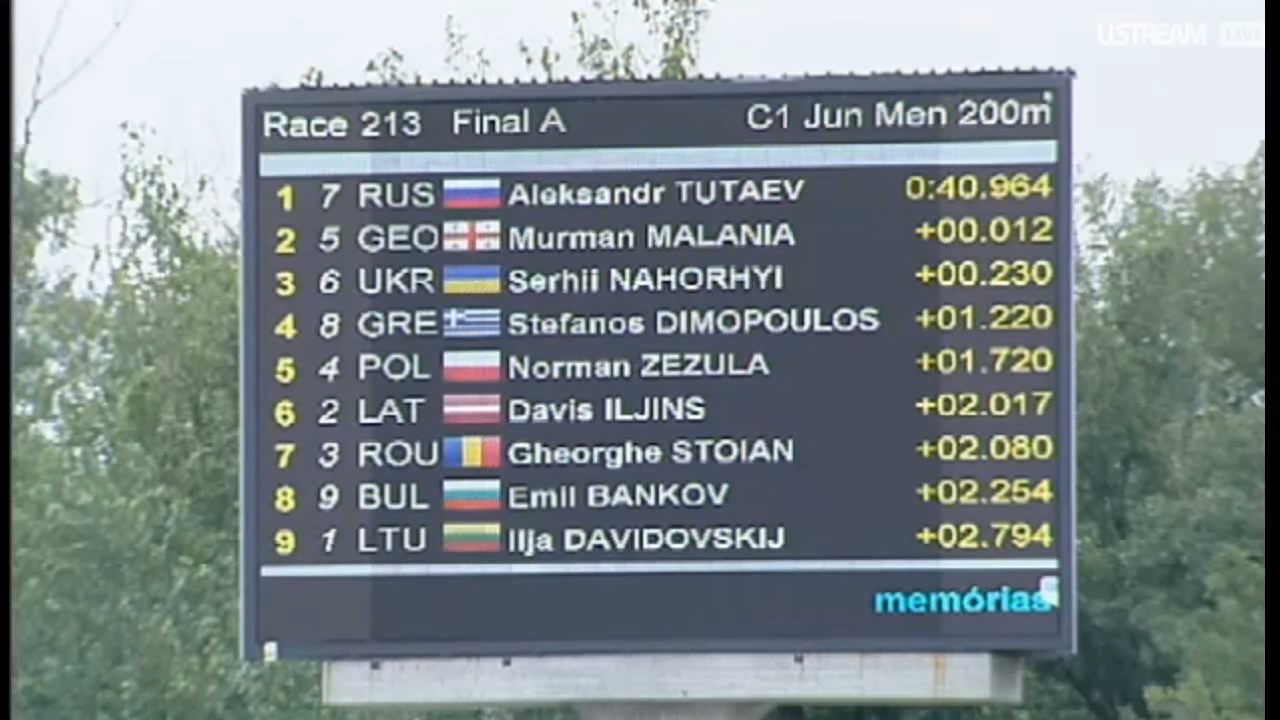 USTREAM LIVE
Race 213 Final A C1 Jun Men 200m
1 7 RUS Aleksandr TUTAEV 0:40.964
2 5 GEO Murman MALANIA +00.012
3 6 UKR Serhii NAHORHYI +00.230
4 8 GRE Stefanos DIMOPOULOS +01.220
5 4 POL Norman ZEZULA +01.720
6 2 LAT Davis ILJINS +02.017
7 3 ROU Gheorghe STOIAN +02.080
8 9 BUL Emil BANKOV +02.254
9 1 LTU Ilja DAVIDOVSKIJ +02.794
memórias